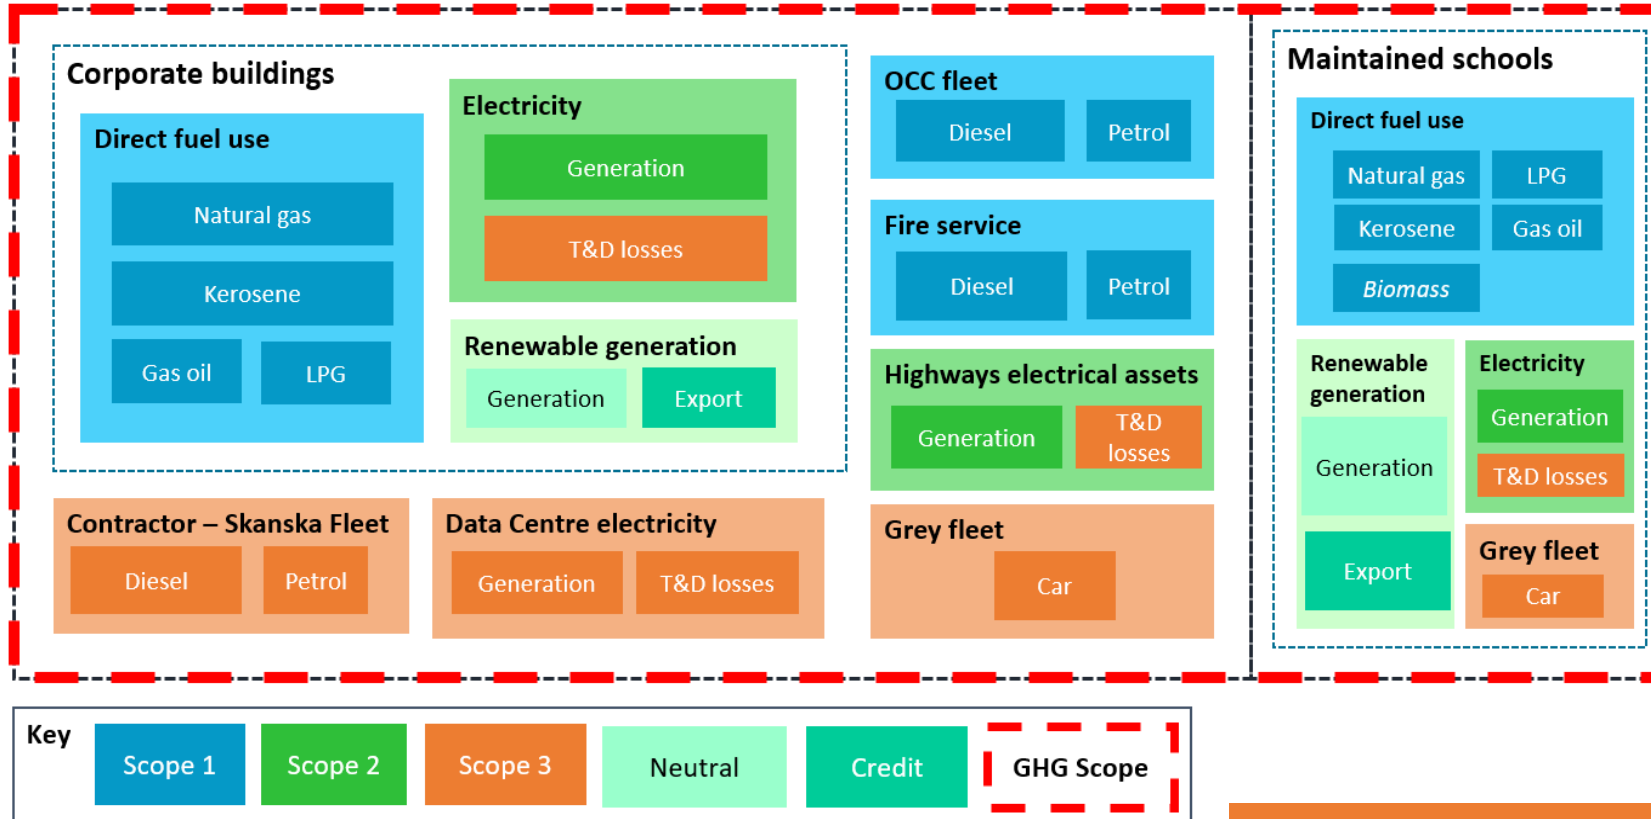 Corporate buildings
Direct fuel use
Natural gas
Kerosene
Gas oil
LPG
Electricity
Generation
T&D losses
Renewable generation
Generation
Export
Contractor – Skanska Fleet
Diesel
Petrol
Data Centre electricity
Generation
T&D losses
OCC fleet
Diesel
Petrol
Fire service
Diesel
Petrol
Highways electrical assets
Generation
T&D
losses
Grey fleet
Car
Maintained schools
Direct fuel use
Natural gas
LPG
Kerosene
Gas oil
Biomass
Renewable
generation
Generation
Export
Electricity
Generation
T&D losses
Grey fleet
Car
Key
Scope 1
Scope 2
Scope 3
Neutral
Credit
GHG Scope